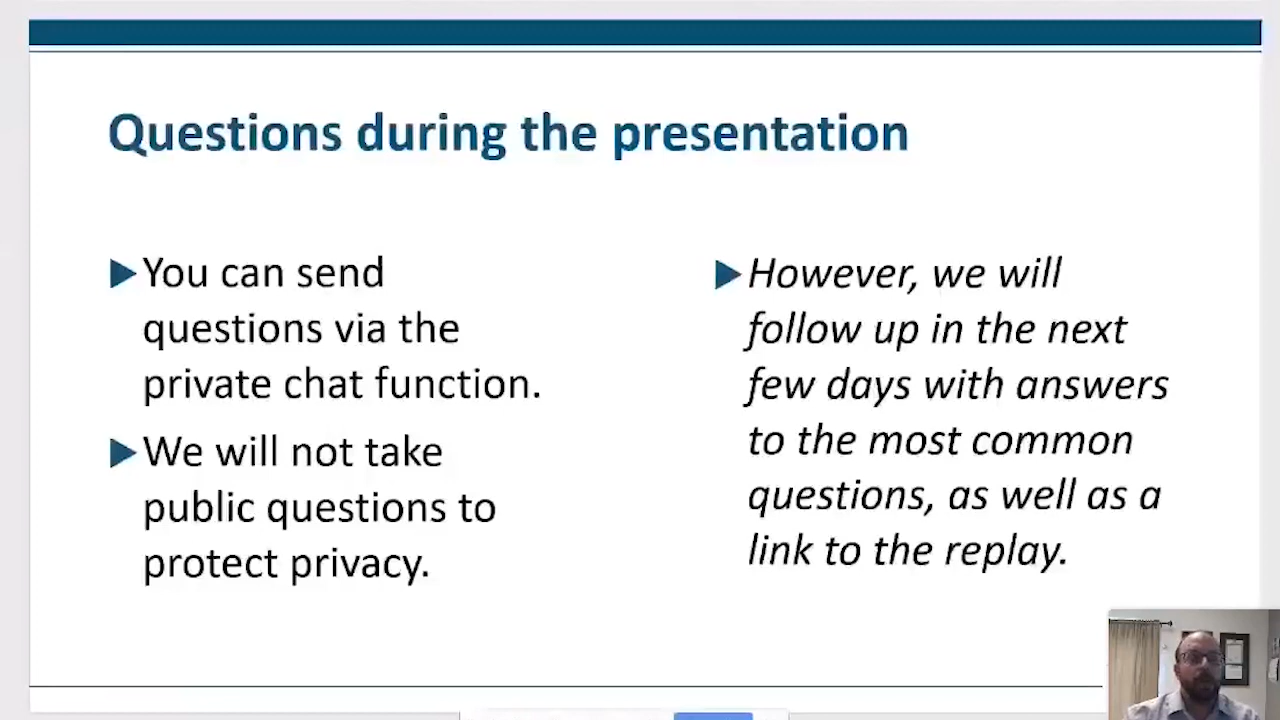 Questions during the presentation
You can send
questions via the
private chat function.
We will not take
public questions to
protect privacy.
However, we will
follow up in the next
few days with answers
to the most common
questions, as well as a
link to the replay.